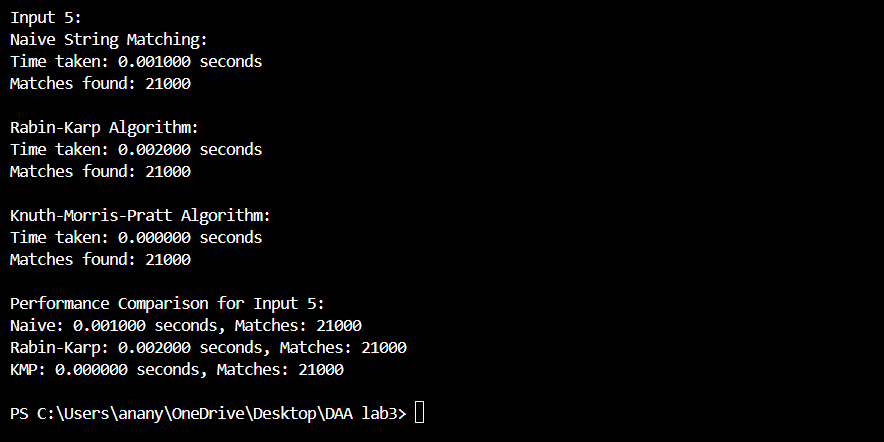 Input 5:
Naive String Matching:
Time taken: 0.001000 seconds
Matches found: 21000

Rabin-Karp Algorithm:
Time taken: 0.002000 seconds
Matches found: 21000

Knuth-Morris-Pratt Algorithm:
Time taken: 0.000000 seconds
Matches found: 21000

Performance Comparison for Input 5:
Naive: 0.001000 seconds, Matches: 21000
Rabin-Karp: 0.002000 seconds, Matches: 21000
KMP: 0.000000 seconds, Matches: 21000

PS C:\Users\anany\OneDrive\Desktop\DAA lab3>